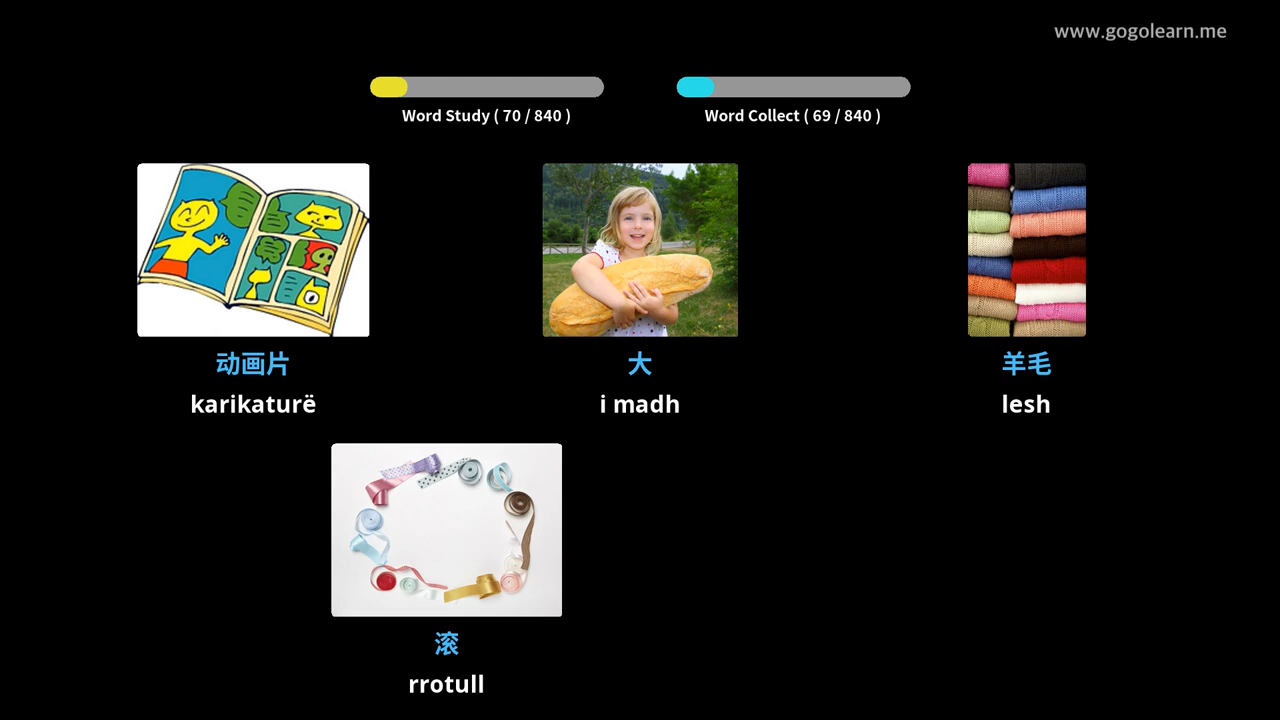 www.gogolearn.me
Word Study ( 70 / 840 )
Word Collect ( 69 / 840 )
动画片
karikaturë
大
i madh
羊毛
lesh
滚
rrotull